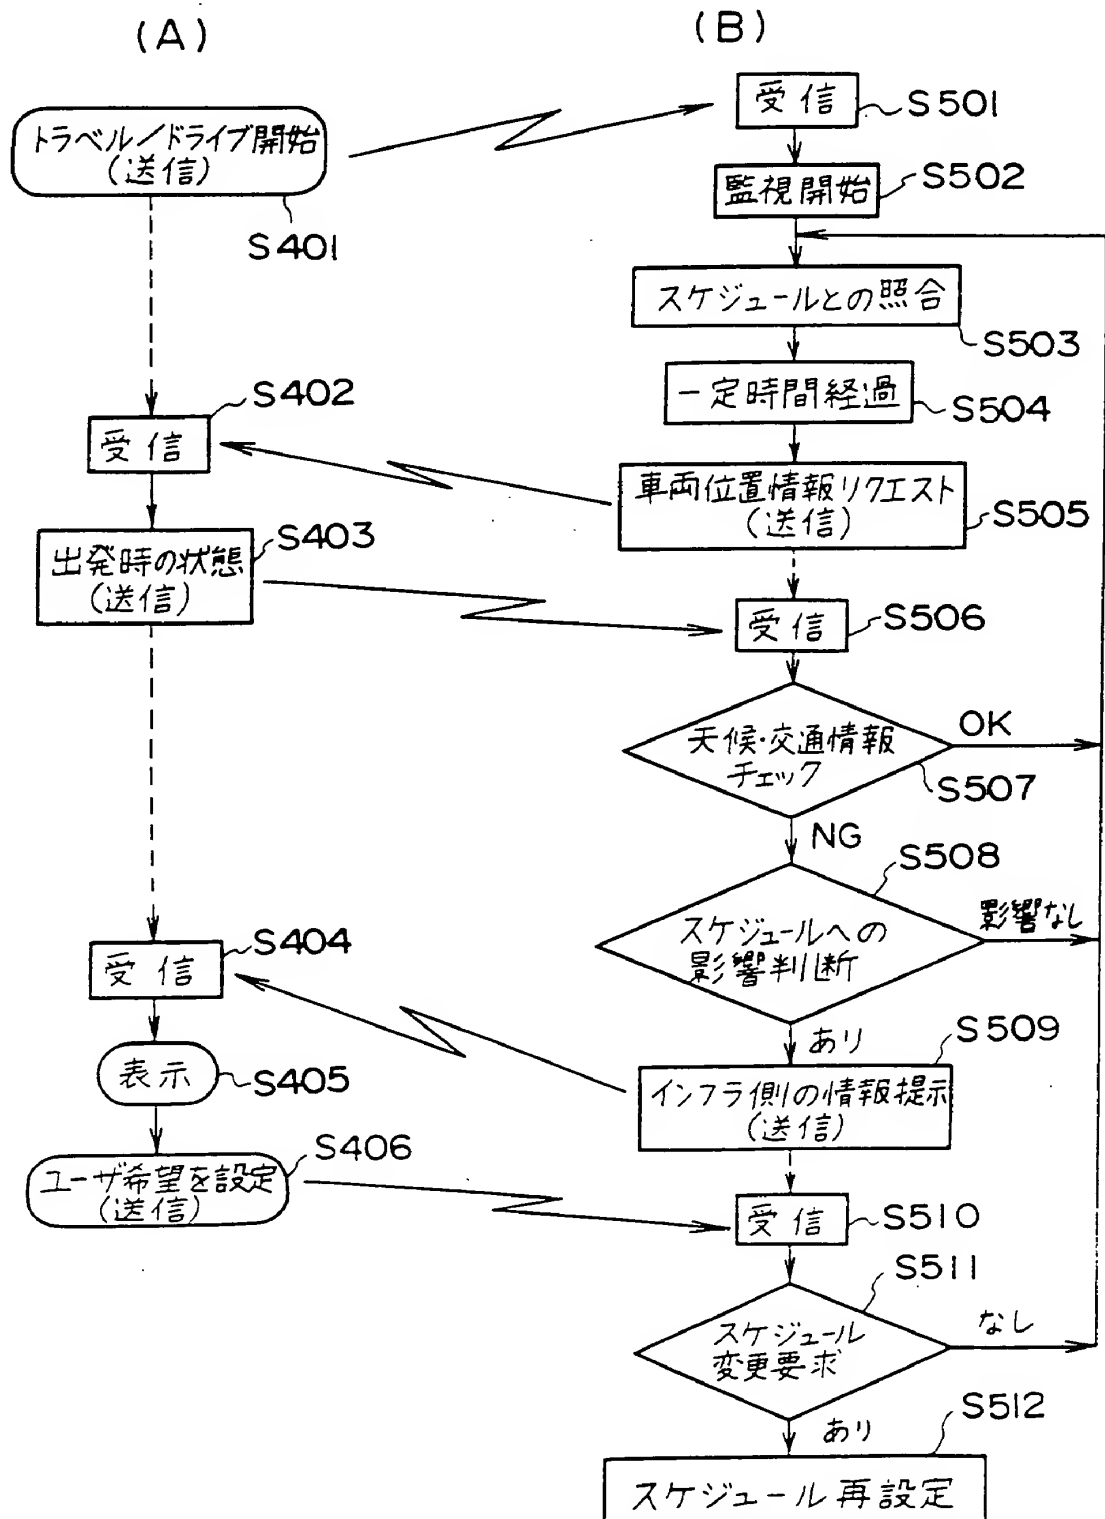 (A)
トラベル/ドライブ開始
(送信)
S401
受信
S402
出発時の状態
(送信)
S403
受信
S404
表示
S405
ユーザ希望を設定
(送信)
S406
(B)
受信
S501
監視開始
S502
スケジュールとの照合
S503
一定時間経過
S504
車両位置情報リクエスト
(送信)
S505
受信
S506
天候・交通情報
チェック
S507
OK
NG
スケジュールへの
影響判断
S508
影響なし
あり
インフラ側の情報提示
(送信)
S509
受信
S510
スケジュール
変更要求
S511
なし
あり
スケジュール再設定
S512